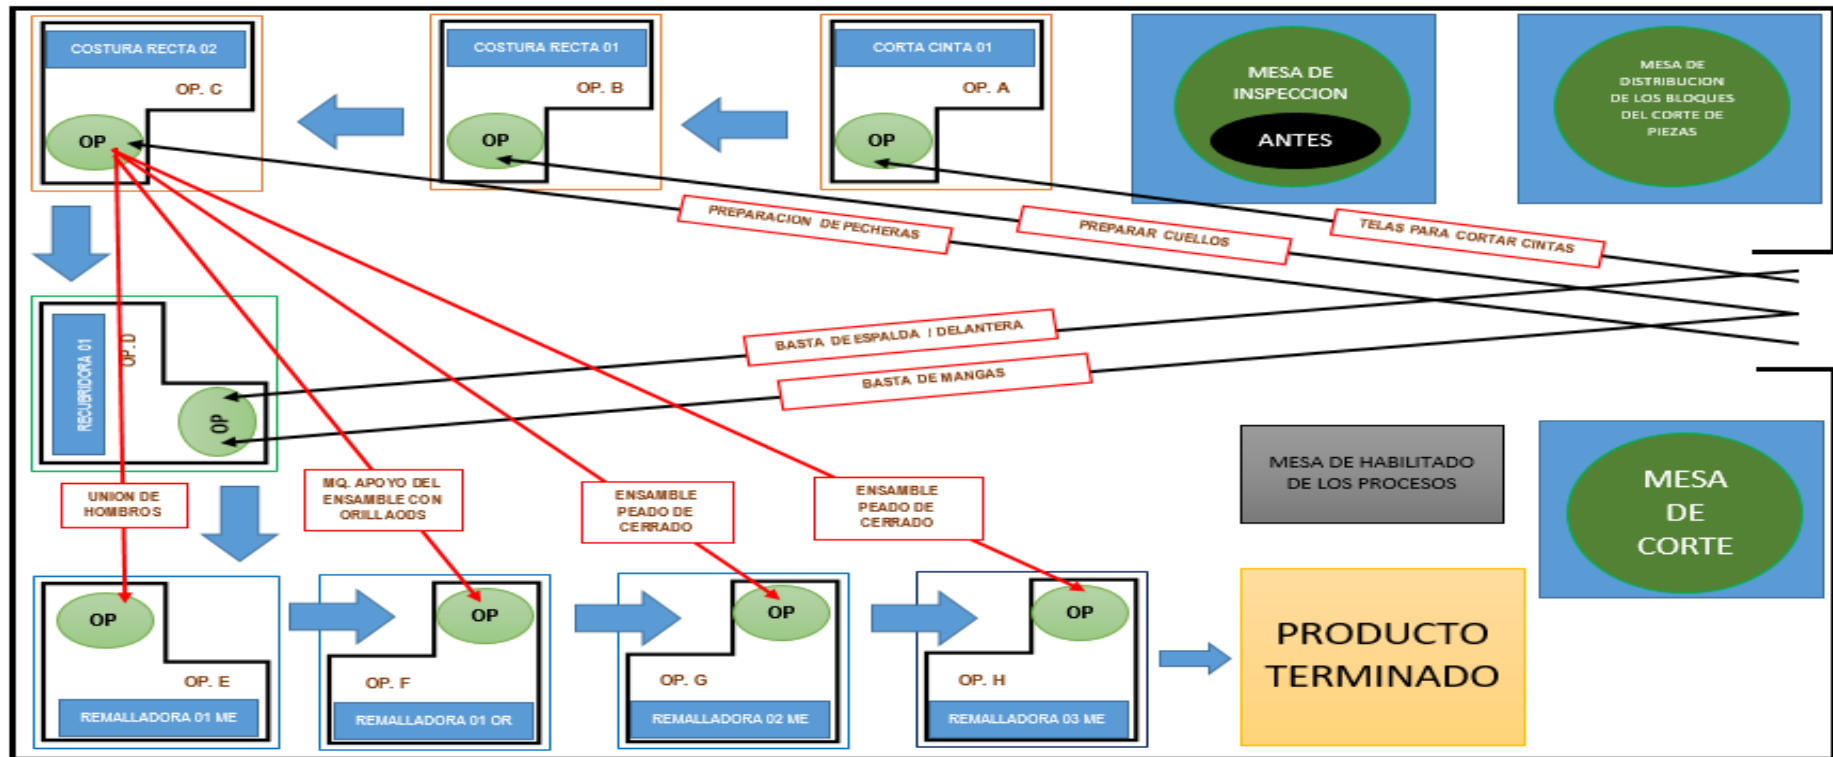 COSTURA RECTA 02
OP. C
OP
COSTURA RECTA 01
OP. B
OP
CORTA CINTA 01
OP. A
OP
MESA DE
INSPECCION
ANTES
MESA DE
DISTRIBUCION
DE LOS BLOQUES
DEL CORTE DE
PIEZAS
PREPARACION DE PECHERAS
PREPARAR CUELLOS
TELAS PARA CORTAR CINTAS
RECUBRIDORA 01
OP. D
OP
BASTA DE ESPALDA / DELANTERA
BASTA DE MANGAS
UNION DE
HOMBROS
MQ. APOYO DEL
ENSAMBLE CON
ORILLAODS
ENSAMBLE
PEADO DE
CERRADO
ENSAMBLE
PEADO DE
CERRADO
MESA DE HABILITADO
DE LOS PROCESOS
MESA
DE
CORTE
OP
OP. E
REMALLADORA 01 ME
OP
OP. F
REMALLADORA 01 OR
OP
OP. G
REMALLADORA 02 ME
OP
OP. H
REMALLADORA 03 ME
PRODUCTO
TERMINADO